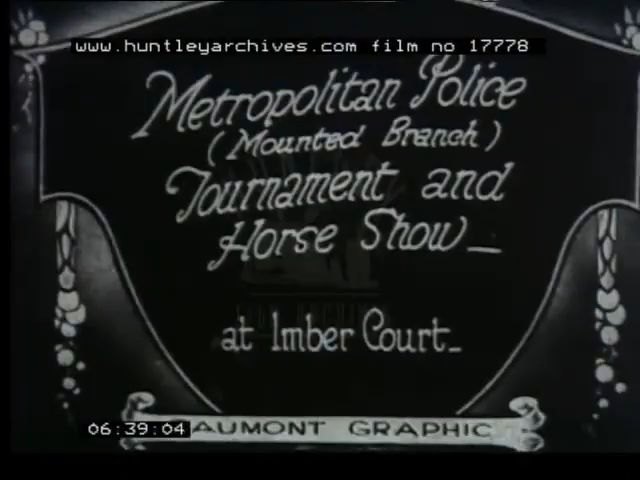 www.huntleyarchives.com film no 17778
Metropolitan Police
(Mounted Branch)
Tournament and
Horse Show_
at Imber Court_
AUMONT GRAPHIC
06:39:04